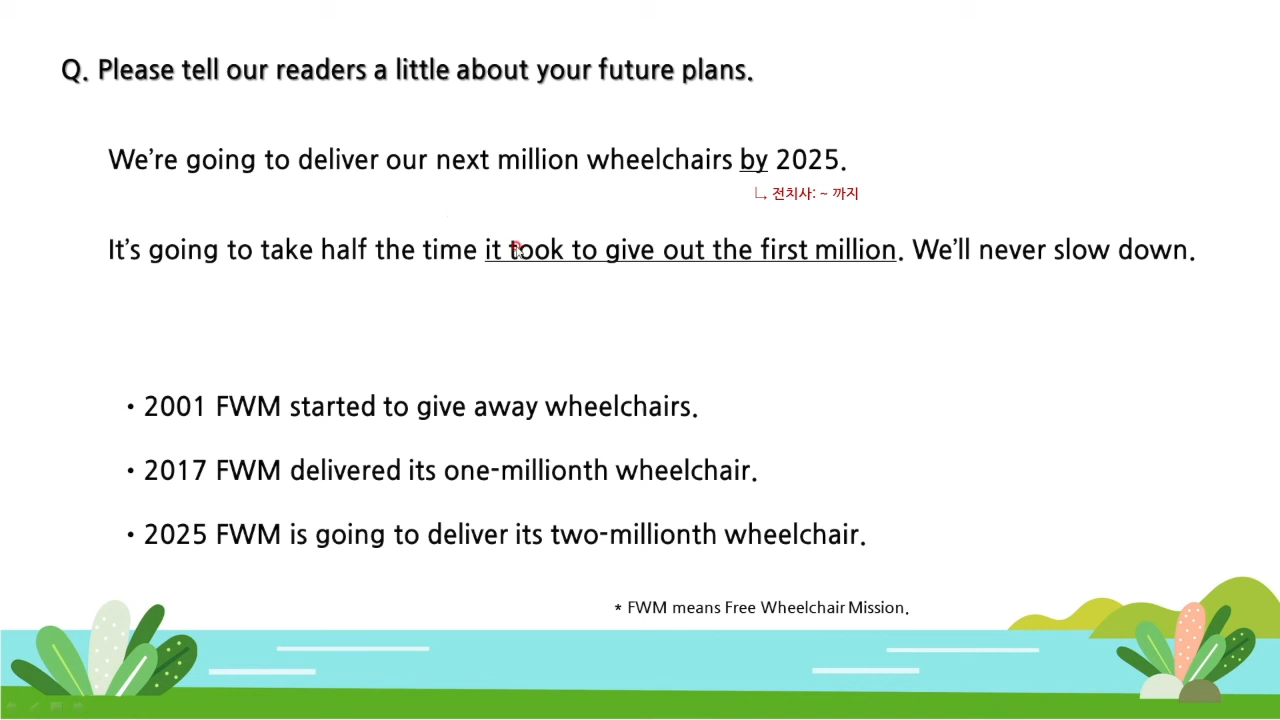 Q. Please tell our readers a little about your future plans.
We’re going to deliver our next million wheelchairs by 2025.
전치사: ~ 까지
It’s going to take half the time it took to give out the first million. We’ll never slow down.
• 2001 FWM started to give away wheelchairs.
• 2017 FWM delivered its one-millionth wheelchair.
• 2025 FWM is going to deliver its two-millionth wheelchair.
* FWM means Free Wheelchair Mission.